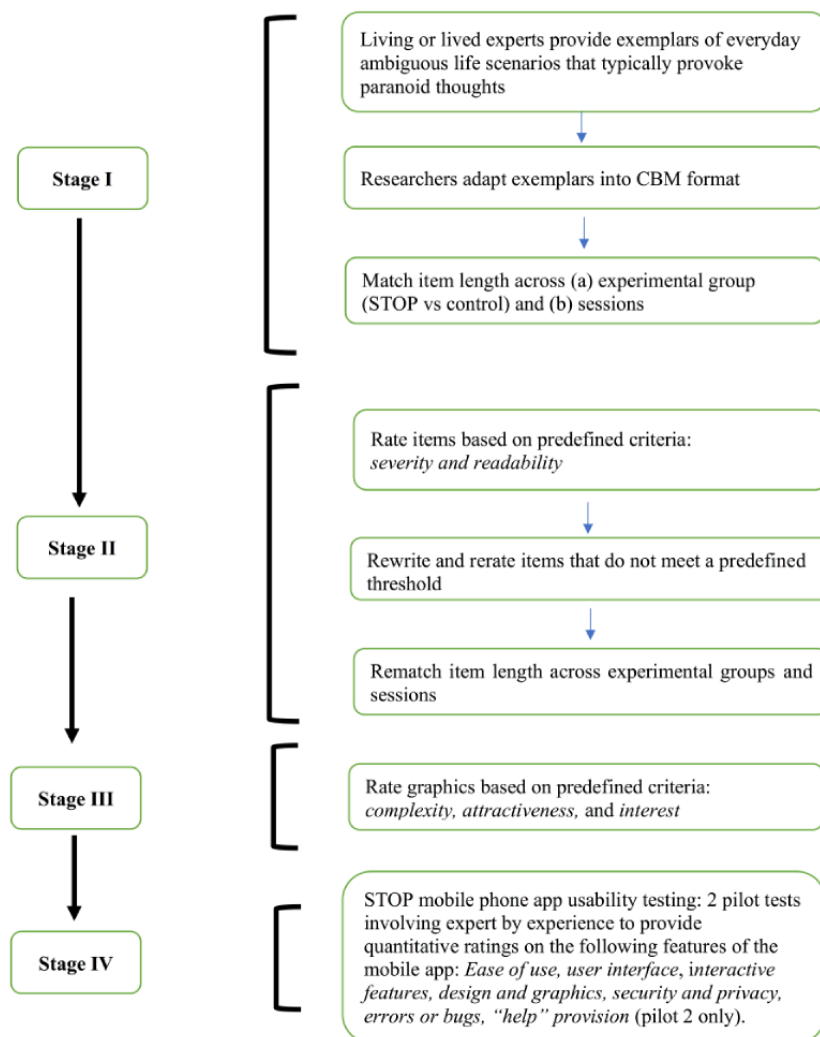 Living or lived experts provide exemplars of everyday
ambiguous life scenarios that typically provoke
paranoid thoughts
Stage I
Researchers adapt exemplars into CBM format
Match item length across (a) experimental group
(STOP vs control) and (b) sessions
Rate items based on predefined criteria:
severity and readability
Stage II
Rewrite and rerate items that do not meet a predefined
threshold
Rematch item length across experimental groups and
sessions
Stage III
Rate graphics based on predefined criteria:
complexity, attractiveness, and interest
Stage IV
STOP mobile phone app usability testing: 2 pilot tests
involving expert by experience to provide
quantitative ratings on the following features of the
mobile app: Ease of use, user interface, interactive
features, design and graphics, security and privacy,
errors or bugs, “help” provision (pilot 2 only).